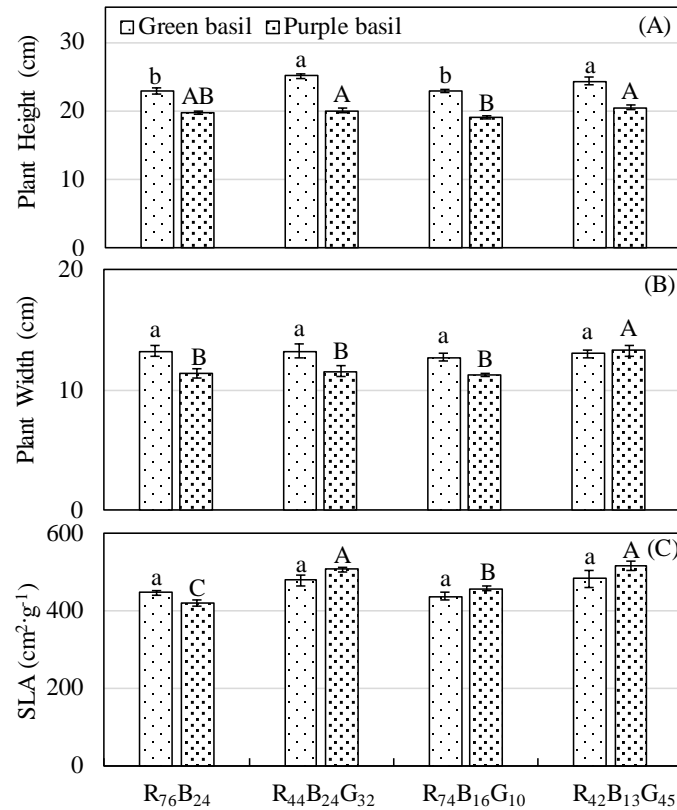 Green basil Purple basil (A)
Plant Height (cm)
30
20
10
0
b AB a A b B a A
(B)
Plant Width (cm)
20
10
0
a B a B a B a A
(C)
SLA (cm²·g⁻¹)
600
400
200
0
a C a A a B a A
R₇₆B₂₄ R₄₄B₂₄G₃₂ R₇₄B₁₆G₁₀ R₄₂B₁₃G₄₅